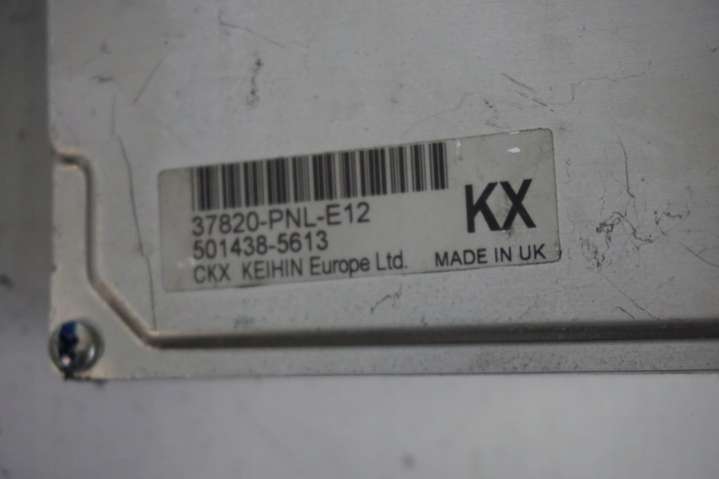 37820-PNL-E12
501438-5613
CKX KEIHIN Europe Ltd.
KX
MADE IN UK